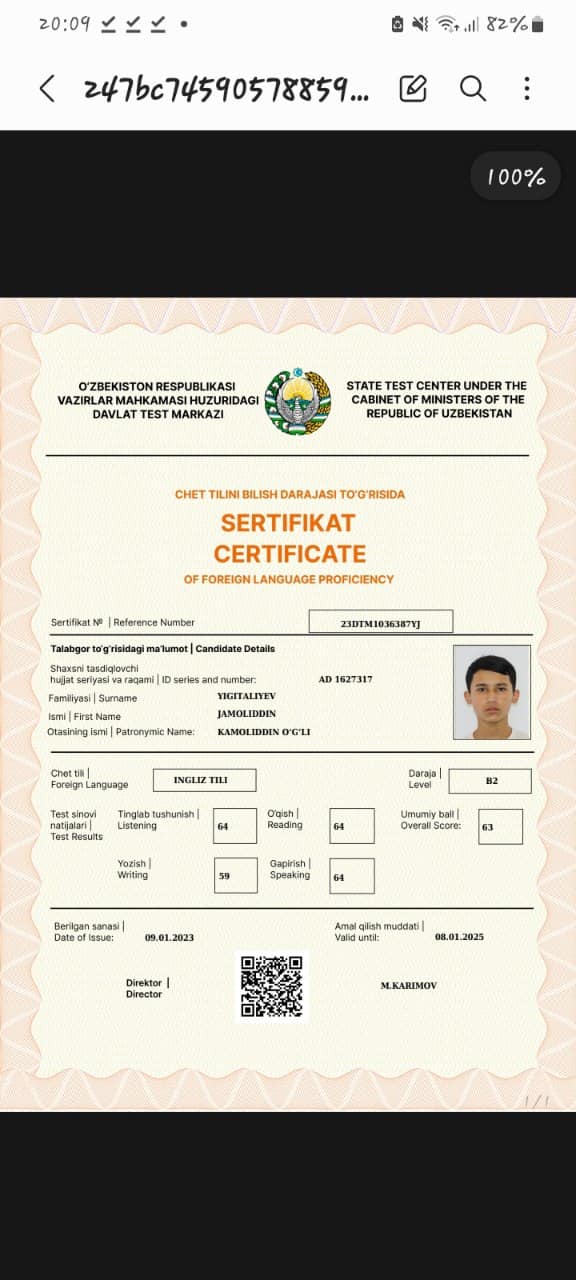 20:09
82%
247bc74590578859...
100%
O'ZBEKISTON RESPUBLIKASI
VAZIRLAR MAHKAMASI HUZURIDAGI
DAVLAT TEST MARKAZI
STATE TEST CENTER UNDER THE
CABINET OF MINISTERS OF THE
REPUBLIC OF UZBEKISTAN
CHET TILINI BILISH DARAJASI TO'G'RISIDA
SERTIFIKAT
CERTIFICATE
OF FOREIGN LANGUAGE PROFICIENCY
Sertifikat № | Reference Number 23DTM1036387YJ
Talabgor to'g'risidagi ma'lumot | Candidate Details
Shaxsni tasdiqlovchi
hujjat seriyasi va raqami | ID series and number: AD 1627317
Familiyasi | Surname YIGITALIYEV
Ismi | First Name JAMOLIDDIN
Otasining ismi | Patronymic Name: KAMOLIDDIN O'G'LI
Chet tili |
Foreign Language
INGLIZ TILI
Daraja |
Level
B2
Test sinovi
natijalari |
Test Results
Tinglab tushunish |
Listening
64
O'qish |
Reading
64
Umumiy ball |
Overall Score:
63
Yozish |
Writing
59
Gapirish |
Speaking
64
Berilgan sanasi |
Date of Issue:
09.01.2023
Amal qilish muddati |
Valid until:
08.01.2025
Direktor |
Director
M.KARIMOV
1/1